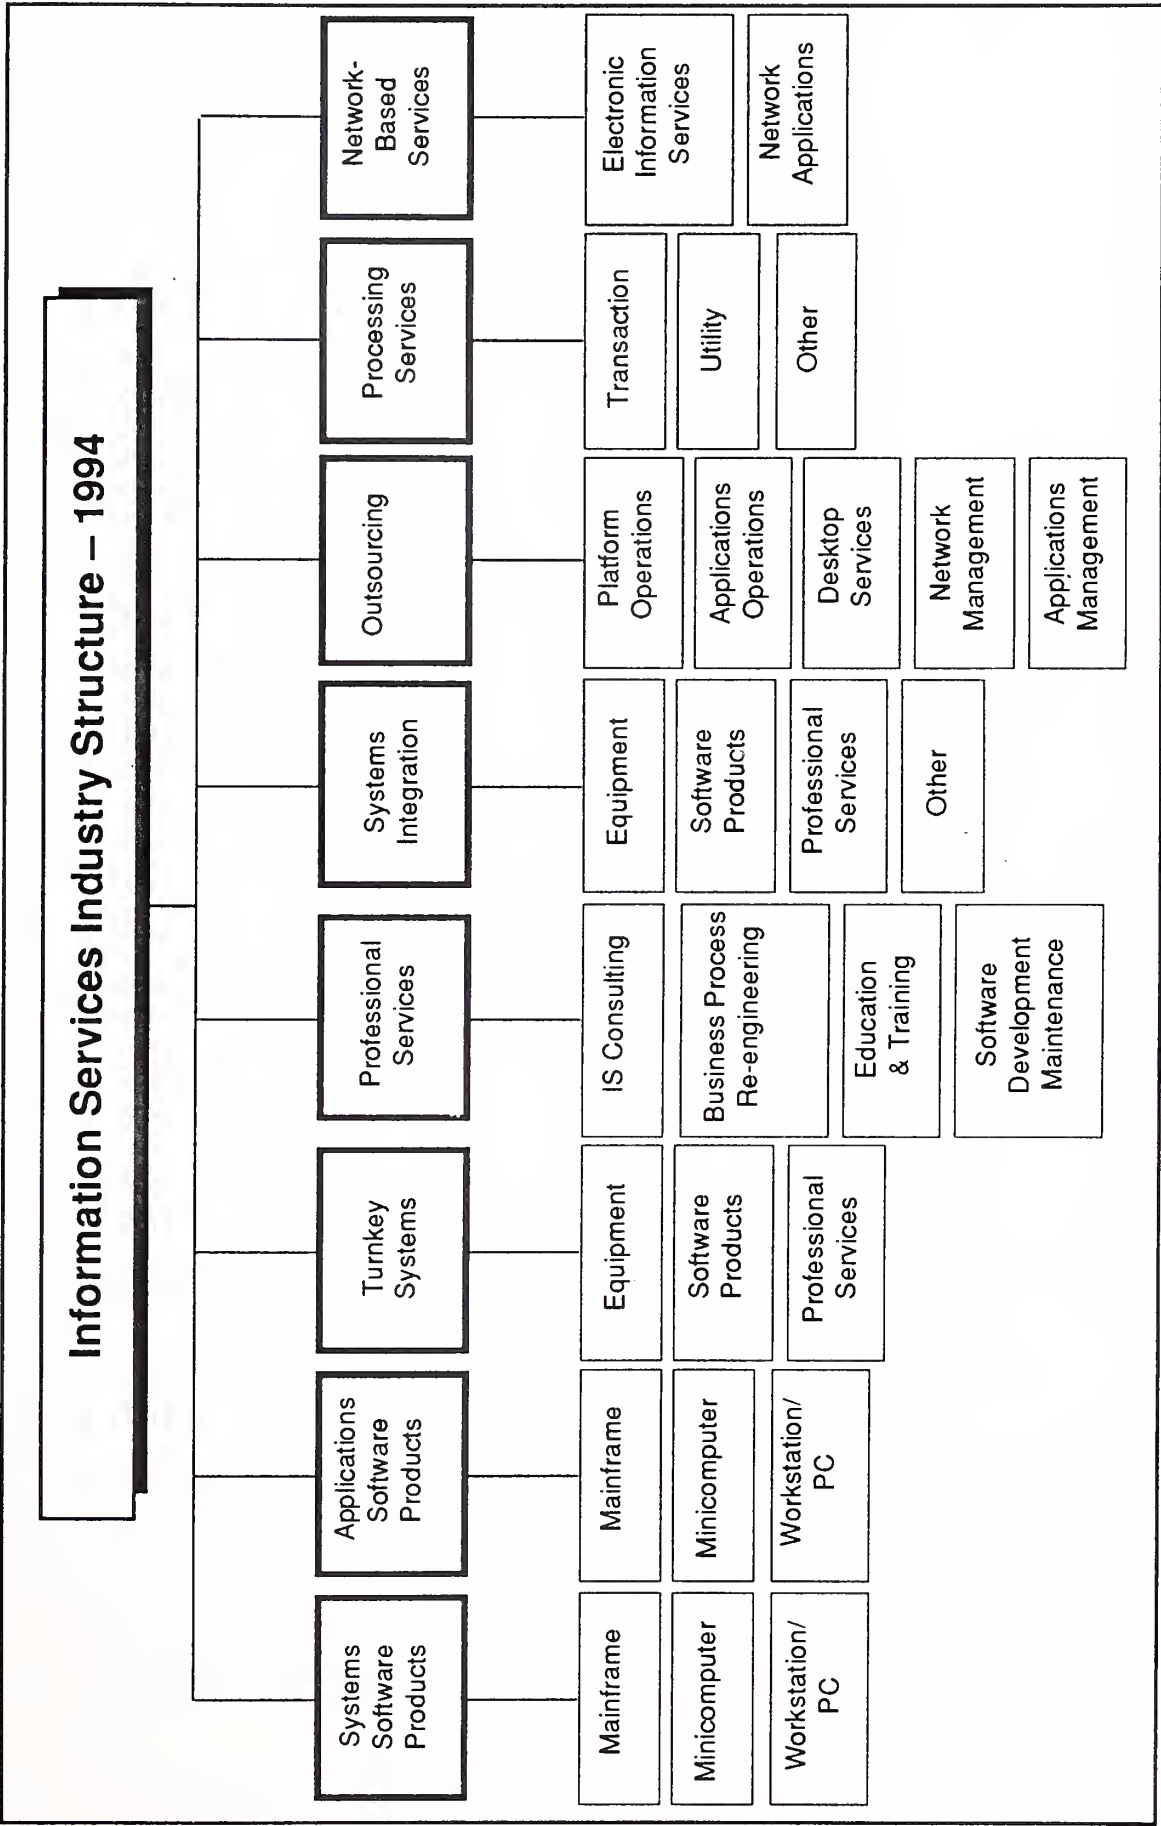 Information Services Industry Structure – 1994
Systems
Software
Products
Mainframe
Minicomputer
Workstation/
PC
Applications
Software
Products
Mainframe
Minicomputer
Workstation/
PC
Turnkey
Systems
Equipment
Software
Products
Professional
Services
Professional
Services
IS Consulting
Business Process
Re-engineering
Education
& Training
Software
Development
Maintenance
Systems
Integration
Equipment
Software
Products
Professional
Services
Other
Outsourcing
Platform
Operations
Applications
Operations
Desktop
Services
Network
Management
Applications
Management
Processing
Services
Transaction
Utility
Other
Network-
Based
Services
Electronic
Information
Services
Network
Applications